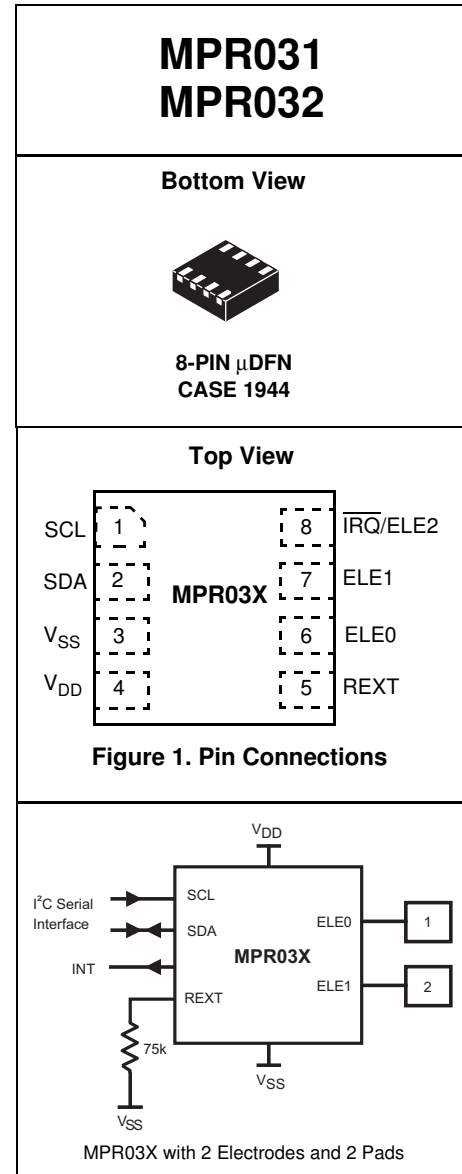 MPR031
MPR032
Bottom View
8-PIN μDFN
CASE 1944
Top View
SCL 1 8 IRQ/ELE2
SDA 2 MPR03X 7 ELE1
VSS 3 6 ELE0
VDD 4 5 REXT
Figure 1. Pin Connections
VDD
I²C Serial
Interface
SCL
SDA
INT
REXT
MPR03X
ELE0 1
ELE1 2
75k
VSS
VSS
MPR03X with 2 Electrodes and 2 Pads